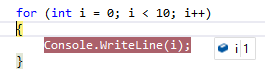 for (int i = 0; i < 10; i++)
{
    Console.WriteLine(i);
i 1
}